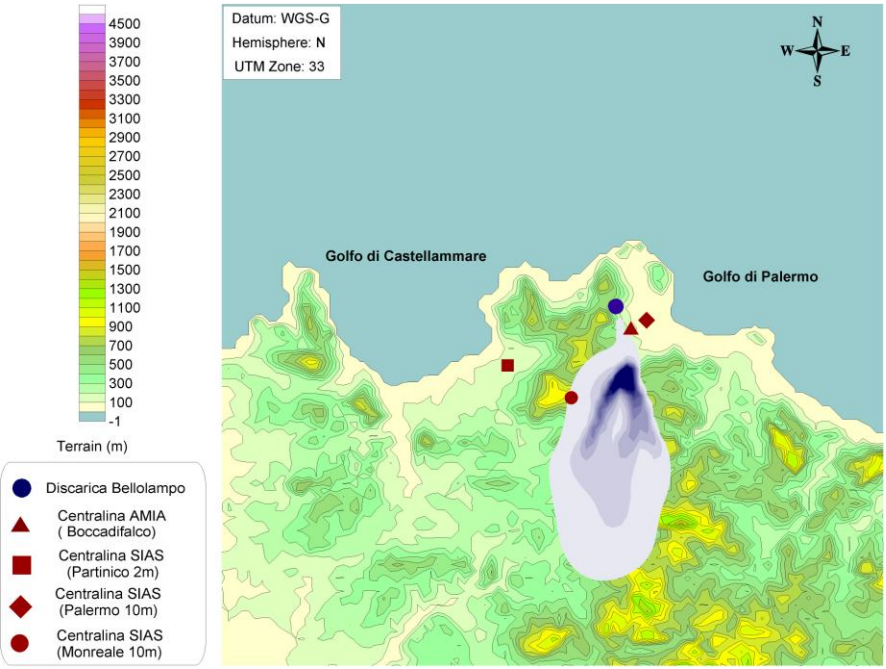 4500
3900
3700
3500
3300
3100
2900
2700
2500
2300
2100
1900
1700
1500
1300
1100
900
700
500
300
100
-1
Terrain (m)
Discarica Bellolampo
Centralina AMIA
( Boccadifalco)
Centralina SIAS
(Partinico 2m)
Centralina SIAS
(Palermo 10m)
Centralina SIAS
(Monreale 10m)
Datum: WGS-G
Hemisphere: N
UTM Zone: 33
N
W E
S
Golfo di Castellammare
Golfo di Palermo